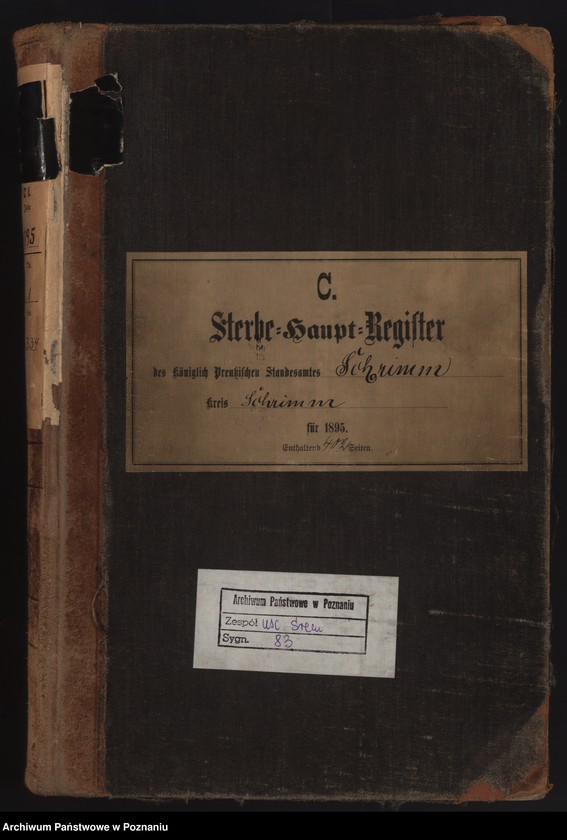 C.
Sterbe-Haupt-Register
des Königlich Preußischen Standesamtes Schrimm
Kreis Schrimm
für 1895.
Enthaltend 402 Seiten.
Archiwum Państwowe w Poznaniu
Zespół USC Śrem
Sygn. 83
Archiwum Państwowe w Poznaniu